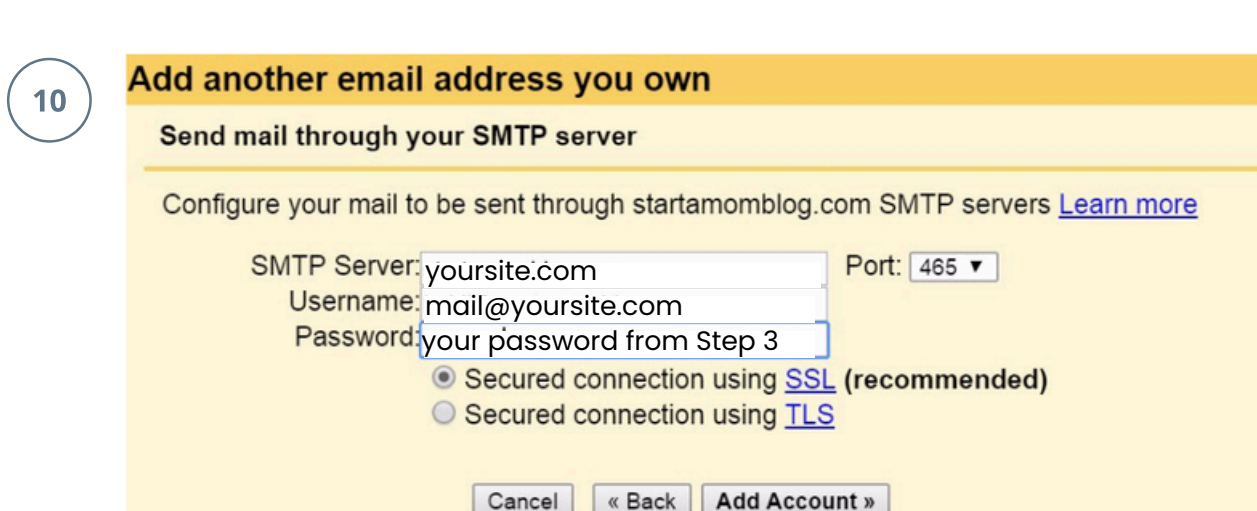 10
Add another email address you own
Send mail through your SMTP server
Configure your mail to be sent through startamomblog.com SMTP servers Learn more
SMTP Server: yoursite.com Port: 465 ▼
Username: mail@yoursite.com
Password: your password from Step 3
Secured connection using SSL (recommended)
Secured connection using TLS
Cancel « Back Add Account »